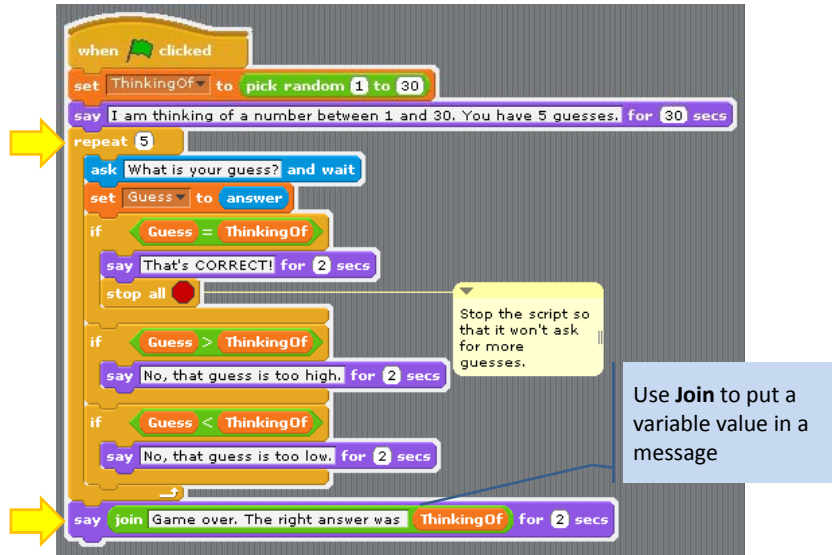 when clicked
set ThinkingOf to pick random 1 to 30
say I am thinking of a number between 1 and 30. You have 5 guesses. for 30 secs
repeat 5
ask What is your guess? and wait
set Guess to answer
if Guess = ThinkingOf
say That's CORRECT! for 2 secs
stop all
Stop the script so
that it won't ask
for more
guesses.
if Guess > ThinkingOf
say No, that guess is too high. for 2 secs
Use Join to put a
variable value in a
message
if Guess < ThinkingOf
say No, that guess is too low. for 2 secs
say join Game over. The right answer was ThinkingOf for 2 secs